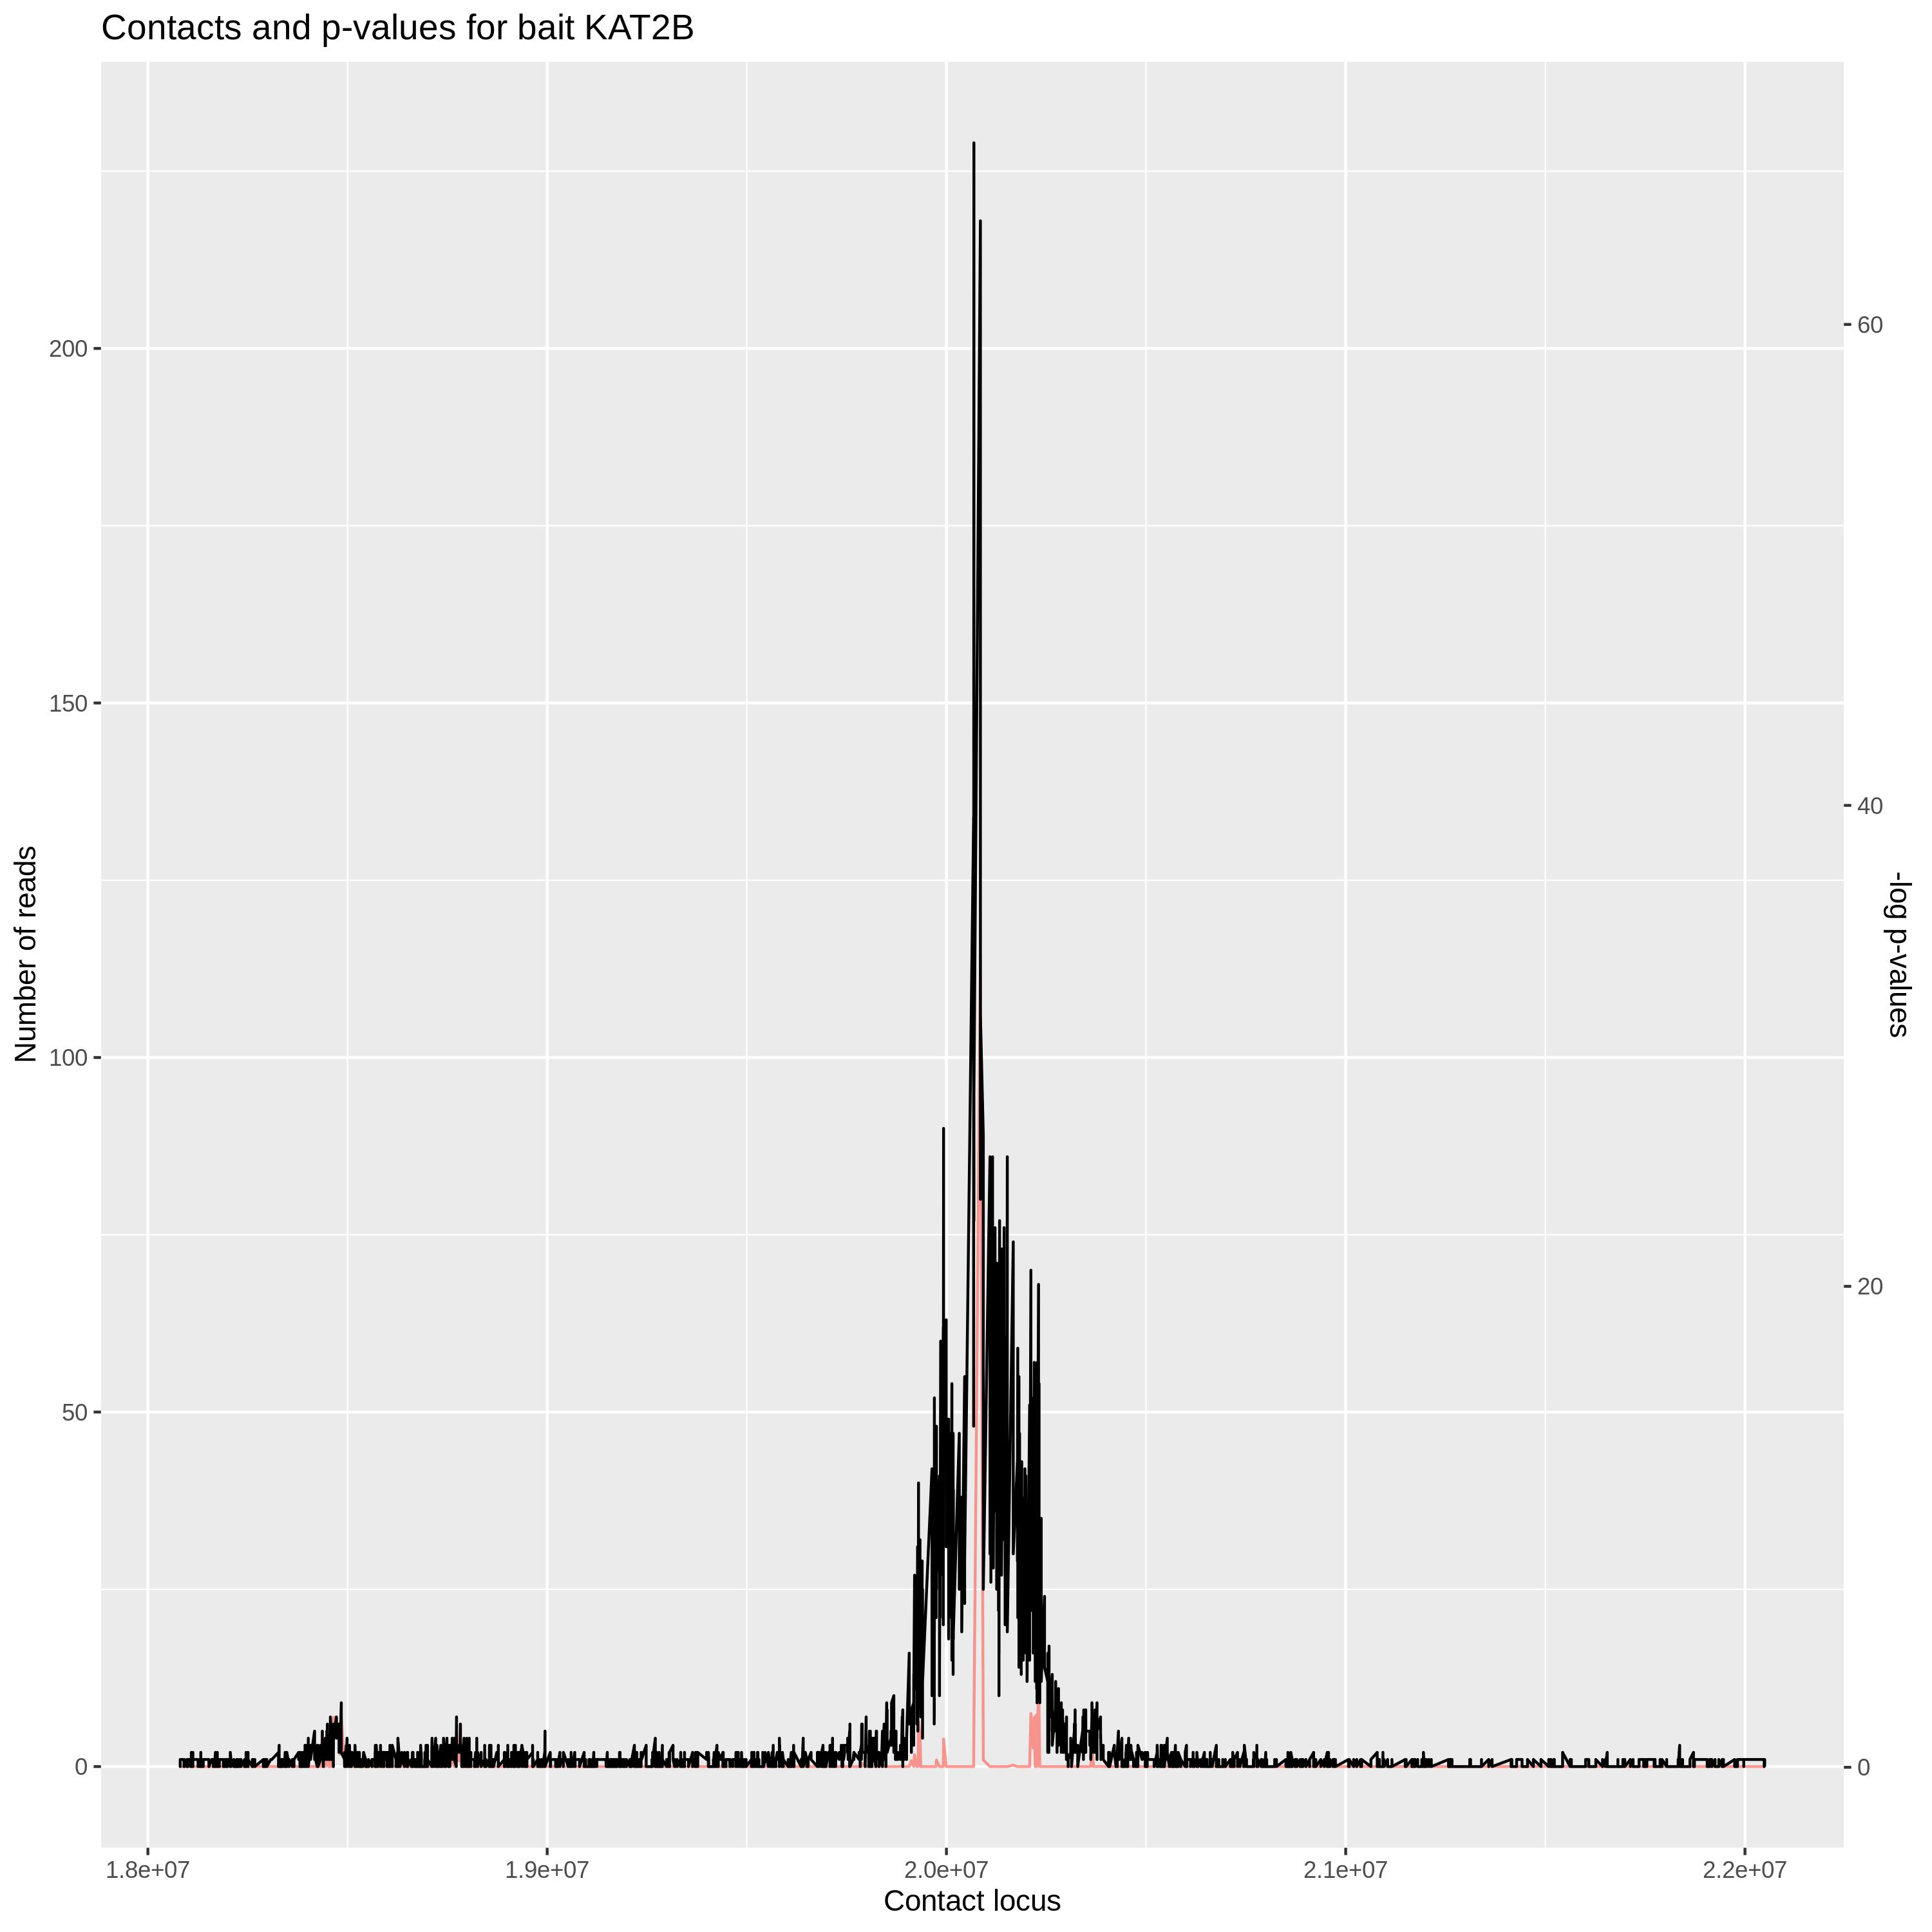 Contacts and p-values for bait KAT2B
Number of reads
200
150
100
50
0
60
40
20
0
-log p-values
1.8e+07
1.9e+07
2.0e+07
2.1e+07
2.2e+07
Contact locus